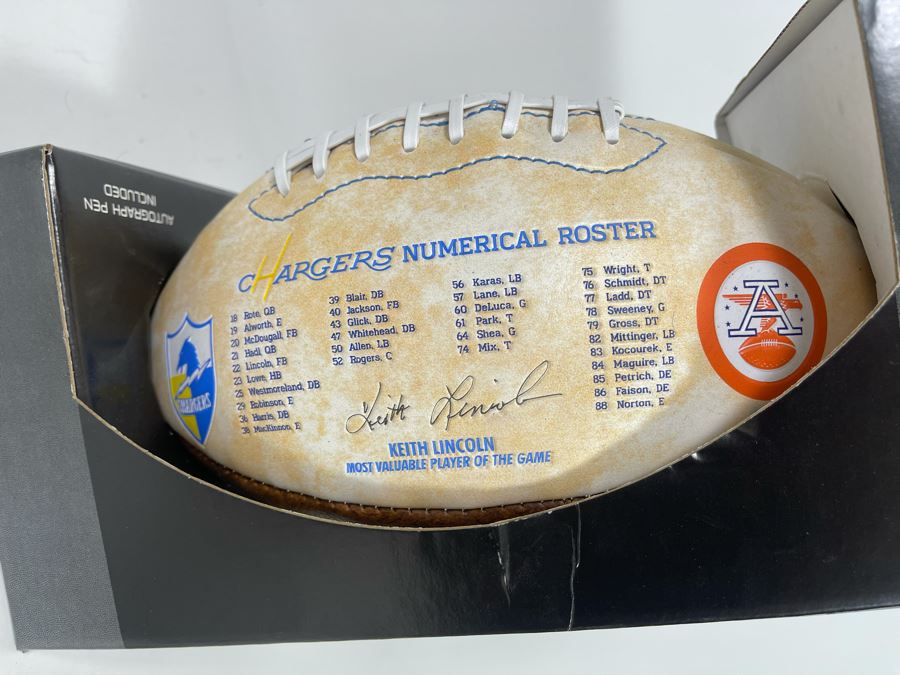 AUTOGRAPH PEN
INCLUDED
CHARGERS NUMERICAL ROSTER
18 Rote, QB
19 Alworth, E
20 McDougall, FB
21 Hadl, QB
22 Lincoln, FB
23 Lowe, HB
25 Westmoreland, DB
29 Robinson, E
36 Harris, DB
38 MacKinnon, E
39 Blair, DB
40 Jackson, FB
43 Glick, DB
47 Whitehead, DB
50 Allen, LB
52 Rogers, C
56 Karas, LB
57 Lane, LB
60 DeLuca, G
61 Park, T
64 Shea, G
74 Mix, T
75 Wright, T
76 Schmidt, DT
77 Ladd, DT
78 Sweeney, G
79 Gross, DT
82 Mittinger, LB
83 Kocourek, E
84 Maguire, LB
85 Petrich, DE
86 Faison, DE
88 Norton, E
CHARGERS
A
Keith Lincoln
KEITH LINCOLN
MOST VALUABLE PLAYER OF THE GAME